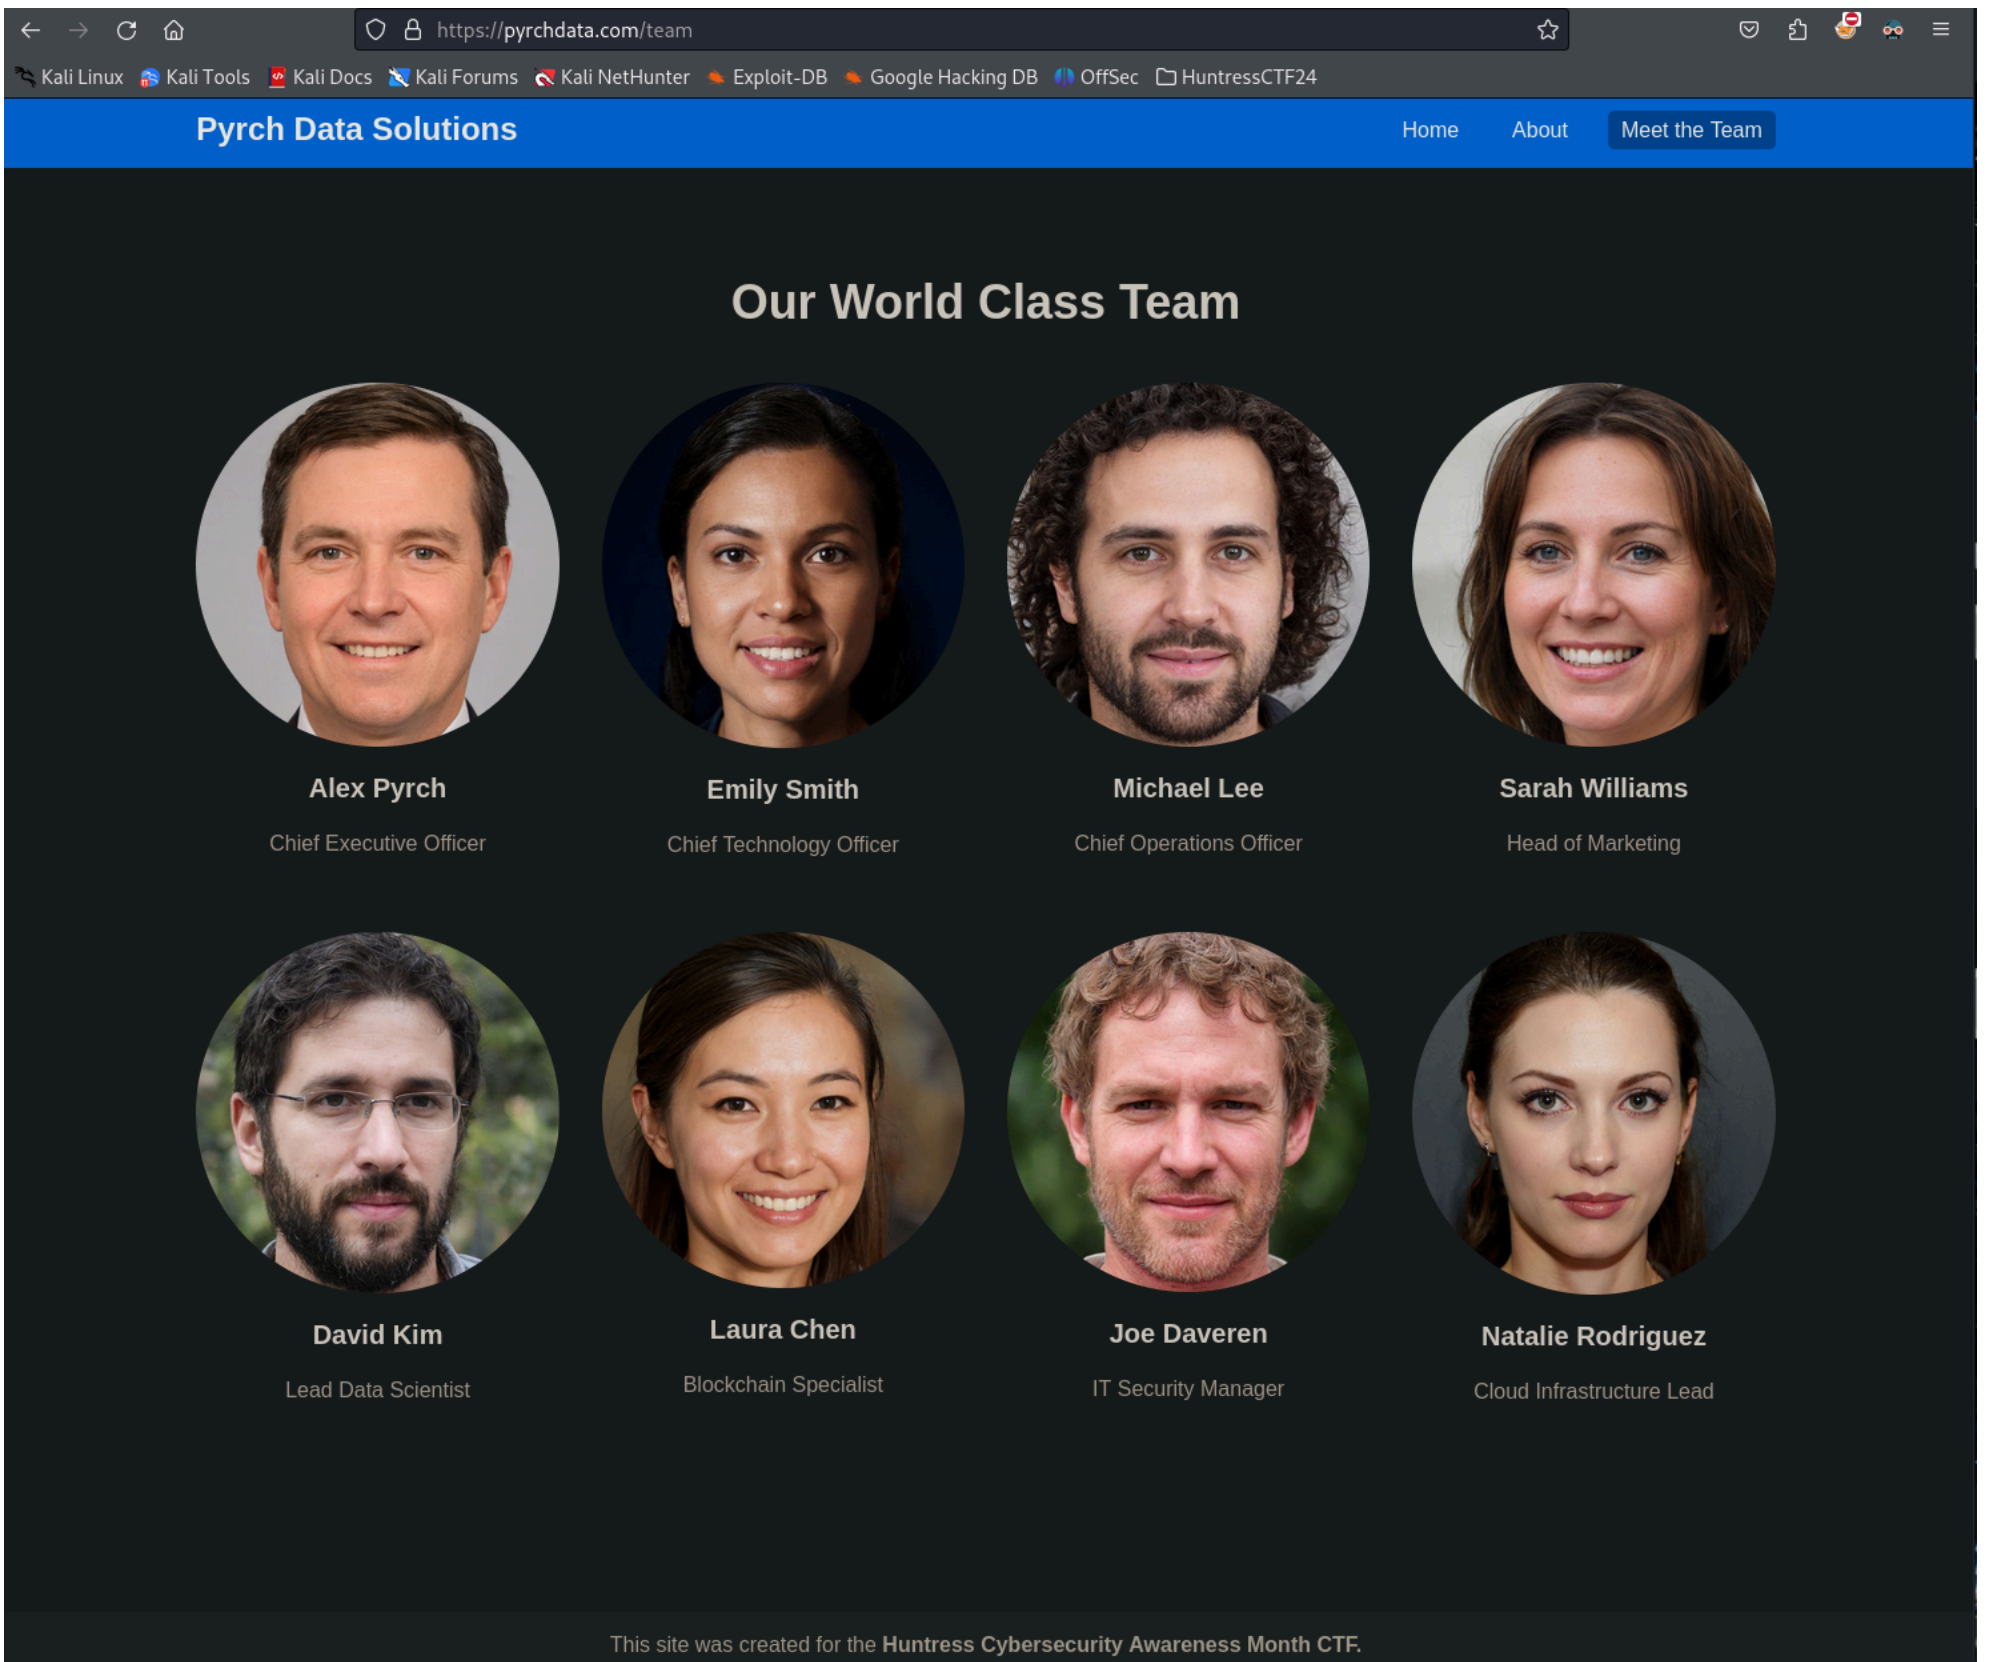 https://pyrchdata.com/team
Kali Linux Kali Tools Kali Docs Kali Forums Kali NetHunter Exploit-DB Google Hacking DB OffSec HuntressCTF24
Pyrch Data Solutions Home About Meet the Team
Our World Class Team
Alex Pyrch Emily Smith Michael Lee Sarah Williams
Chief Executive Officer Chief Technology Officer Chief Operations Officer Head of Marketing
David Kim Laura Chen Joe Daveren Natalie Rodriguez
Lead Data Scientist Blockchain Specialist IT Security Manager Cloud Infrastructure Lead
This site was created for the Huntress Cybersecurity Awareness Month CTF.